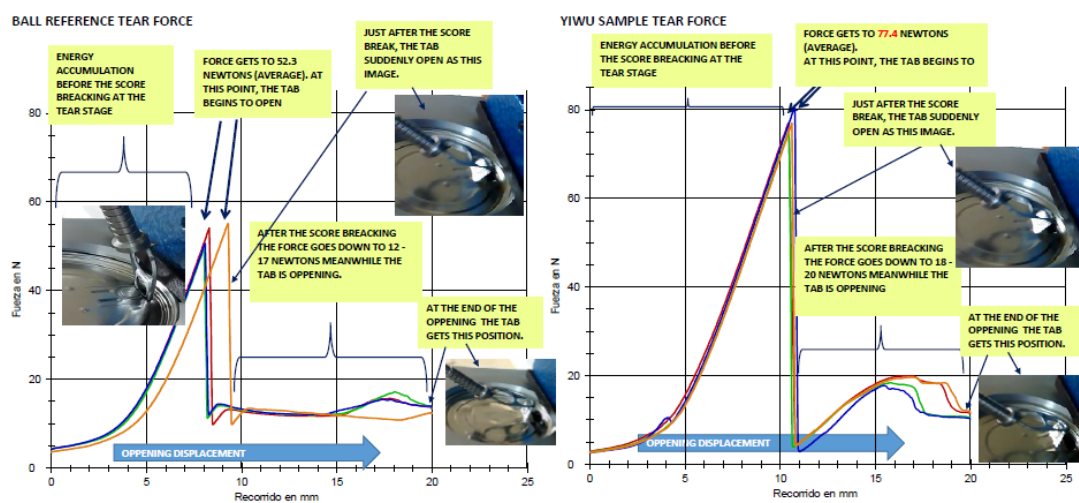 BALL REFERENCE TEAR FORCE
ENERGY
ACCUMULATION
BEFORE THE SCORE
BREACKING AT THE
TEAR STAGE
FORCE GETS TO 52.3
NEWTONS (AVERAGE). AT
THIS POINT, THE TAB
BEGINS TO OPEN
JUST AFTER THE SCORE
BREAK, THE TAB
SUDDENLY OPEN AS THIS
IMAGE.
AFTER THE SCORE BREACKING
THE FORCE GOES DOWN TO 12 -
17 NEWTONS MEANWHILE THE
TAB IS OPPENING.
AT THE END OF THE
OPPENING THE TAB
GETS THIS POSITION.
OPPENING DISPLACEMENT
Fuerza en N
80
60
40
20
0
0 5 10 15 20 25
Recorrido en mm
YIWU SAMPLE TEAR FORCE
ENERGY ACCUMULATION BEFORE
THE SCORE BREACKING AT THE
TEAR STAGE
FORCE GETS TO 77.4 NEWTONS
(AVERAGE).
AT THIS POINT, THE TAB BEGINS TO
JUST AFTER THE SCORE
BREAK, THE TAB SUDDENLY
OPEN AS THIS IMAGE.
AFTER THE SCORE BREACKING
THE FORCE GOES DOWN TO 18 -
20 NEWTONS MEANWHILE THE
TAB IS OPPENING
AT THE END OF THE
OPPENING THE TAB
GETS THIS POSITION.
OPPENING DISPLACEMENT
Fuerza en N
80
60
40
20
0
0 5 10 15 20
Recorrido en mm